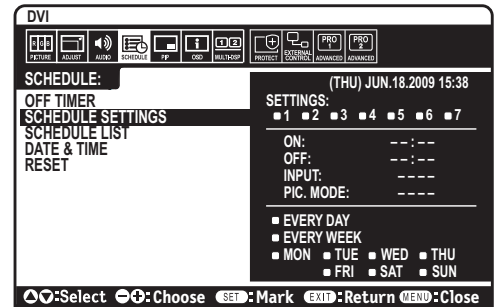 DVI
RGB
PICTURE ADJUST AUDIO SCHEDULE PIP OSD MULTI-DSP PROTECT EXTERNAL CONTROL PRO 1 ADVANCED PRO 2 ADVANCED
SCHEDULE:
OFF TIMER
SCHEDULE SETTINGS
SCHEDULE LIST
DATE & TIME
RESET
(THU) JUN.18.2009 15:38
SETTINGS:
1 2 3 4 5 6 7
ON: --:--
OFF: --:--
INPUT: ----
PIC. MODE: ----
EVERY DAY
EVERY WEEK
MON TUE WED THU
FRI SAT SUN
:Select :Choose SET:Mark EXIT:Return MENU:Close